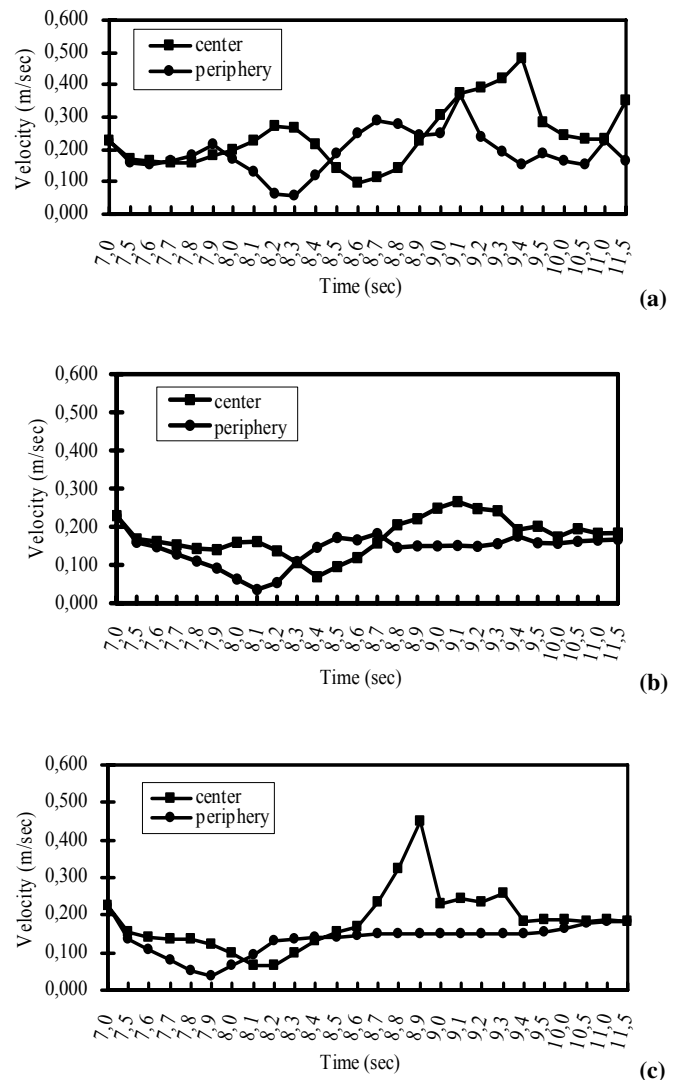 0,600
0,500
0,400
0,300
0,200
0,100
0,000
Velocity (m/sec)
center
periphery
7,0 7,5 7,6 7,7 7,8 7,9 8,0 8,1 8,2 8,3 8,4 8,5 8,6 8,7 8,8 8,9 9,0 9,1 9,2 9,3 9,4 9,5 10,0 10,5 11,0 11,5
Time (sec)
(a)
0,600
0,500
0,400
0,300
0,200
0,100
0,000
Velocity (m/sec)
center
periphery
7,0 7,5 7,6 7,7 7,8 7,9 8,0 8,1 8,2 8,3 8,4 8,5 8,6 8,7 8,8 8,9 9,0 9,1 9,2 9,3 9,4 9,5 10,0 10,5 11,0 11,5
Time (sec)
(b)
0,600
0,500
0,400
0,300
0,200
0,100
0,000
Velocity (m/sec)
center
periphery
7,0 7,5 7,6 7,7 7,8 7,9 8,0 8,1 8,2 8,3 8,4 8,5 8,6 8,7 8,8 8,9 9,0 9,1 9,2 9,3 9,4 9,5 10,0 10,5 11,0 11,5
Time (sec)
(c)